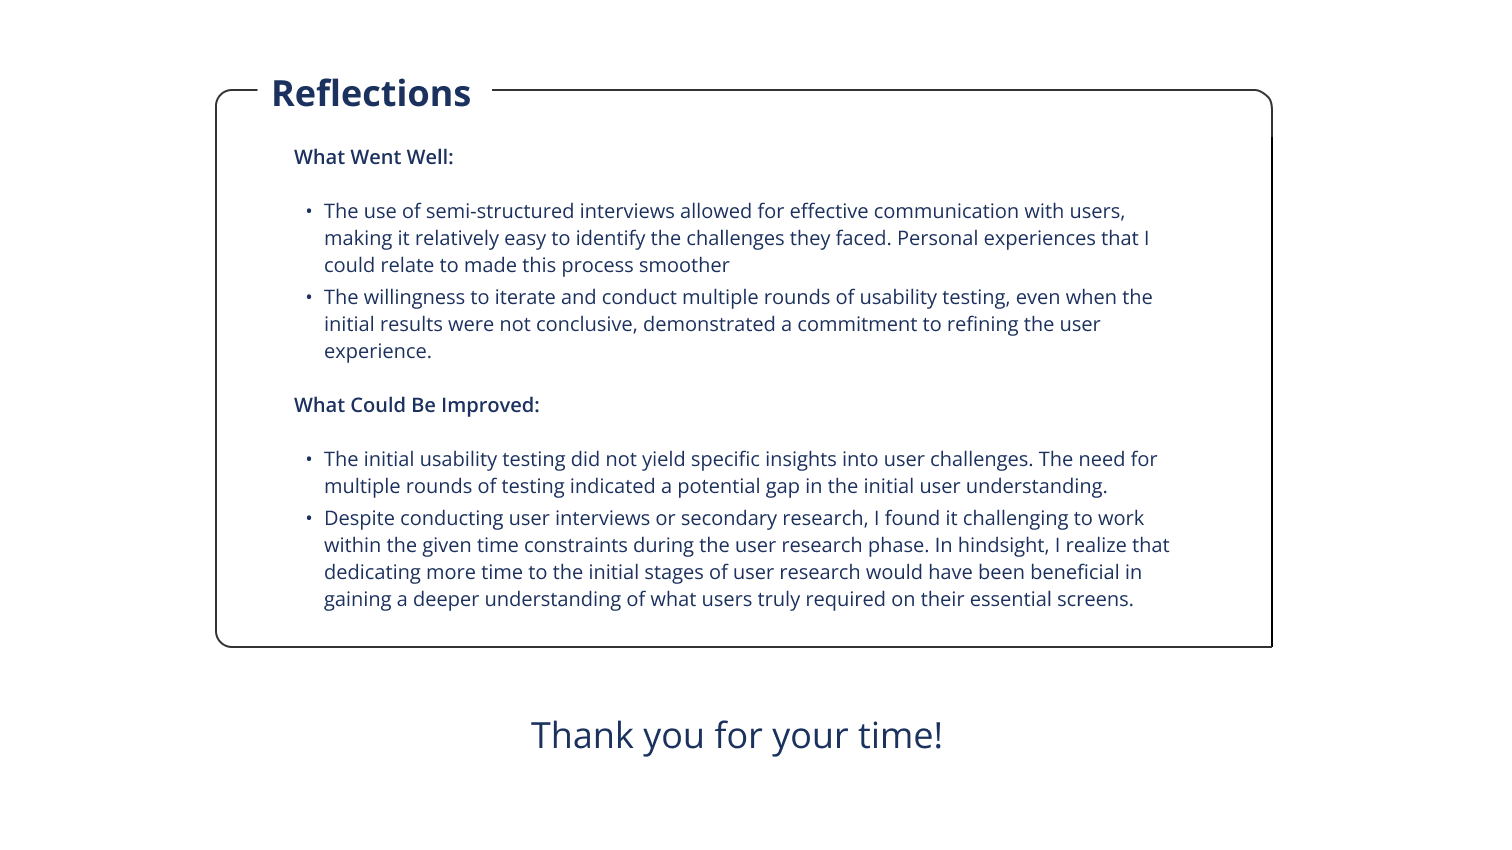 Reflections
What Went Well:
• The use of semi-structured interviews allowed for effective communication with users,
making it relatively easy to identify the challenges they faced. Personal experiences that I
could relate to made this process smoother
• The willingness to iterate and conduct multiple rounds of usability testing, even when the
initial results were not conclusive, demonstrated a commitment to refining the user
experience.
What Could Be Improved:
• The initial usability testing did not yield specific insights into user challenges. The need for
multiple rounds of testing indicated a potential gap in the initial user understanding.
• Despite conducting user interviews or secondary research, I found it challenging to work
within the given time constraints during the user research phase. In hindsight, I realize that
dedicating more time to the initial stages of user research would have been beneficial in
gaining a deeper understanding of what users truly required on their essential screens.
Thank you for your time!